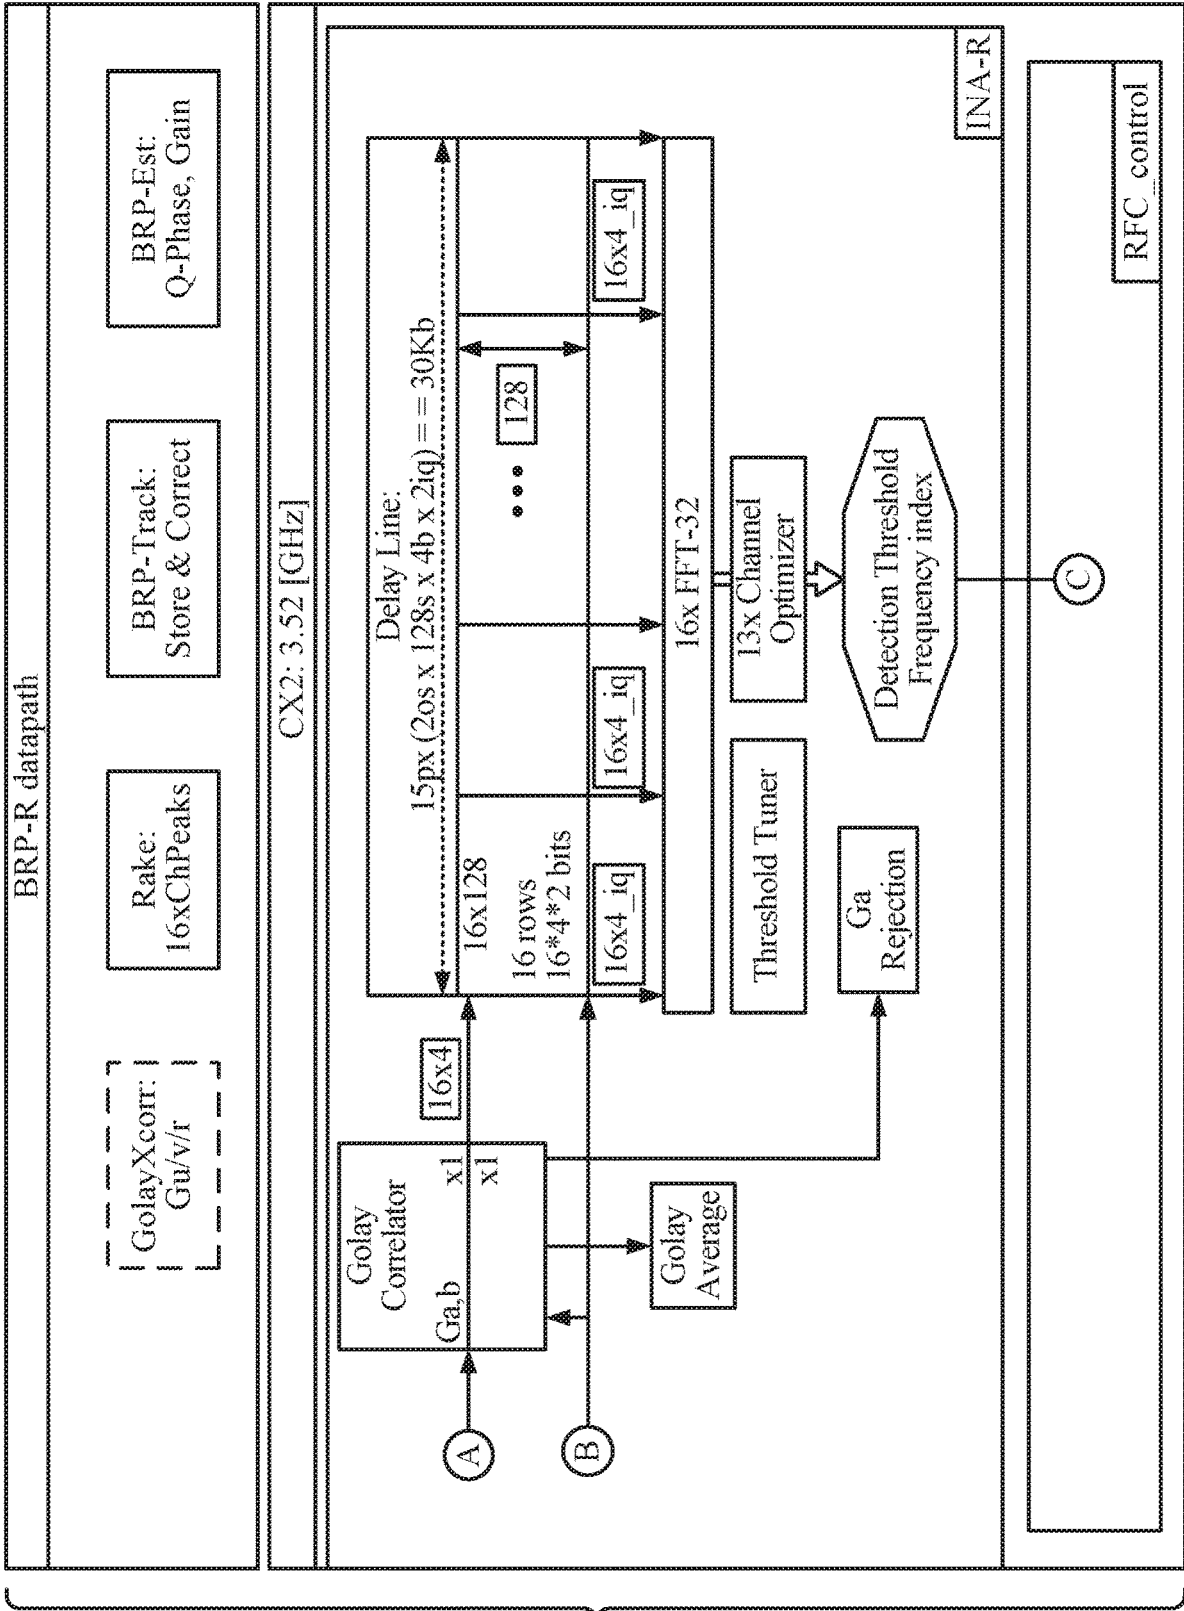 BRP-R datapath
GolayXcorr:
Gu/v/r
Rake:
16xChPeaks
BRP-Track:
Store & Correct
BRP-Est:
Q-Phase, Gain
CX2: 3.52 [GHz]
Golay
Correlator
Ga,b
x1
x1
A
B
16x4
Golay
Average
Delay Line:
15px (2os x 128s x 4b x 2iq) = = 30Kb
16x128
16 rows
16*4*2 bits
128
16x4_iq
16x4_iq
16x4_iq
16x FFT-32
Threshold Tuner
13x Channel
Optimizer
Ga
Rejection
Detection Threshold
Frequency index
INA-R
C
RFC_control